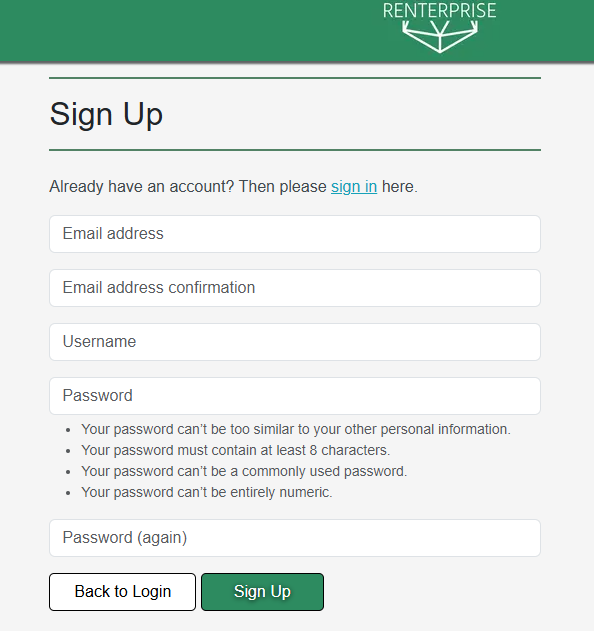 RENTERPRISE
Sign Up
Already have an account? Then please sign in here.
Email address
Email address confirmation
Username
Password
Your password can’t be too similar to your other personal information.
Your password must contain at least 8 characters.
Your password can’t be a commonly used password.
Your password can’t be entirely numeric.
Password (again)
Back to Login
Sign Up